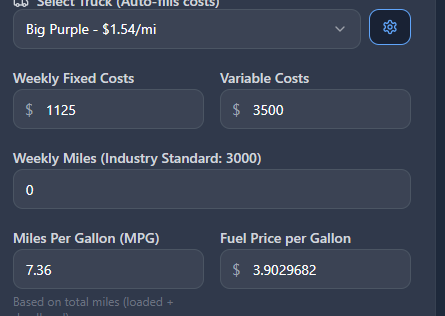 Select Truck (Auto-fills costs)
Big Purple - $1.54/mi
Weekly Fixed Costs
Variable Costs
$ 1125
$ 3500
Weekly Miles (Industry Standard: 3000)
0
Miles Per Gallon (MPG)
Fuel Price per Gallon
7.36
$ 3.9029682
Based on total miles (loaded +